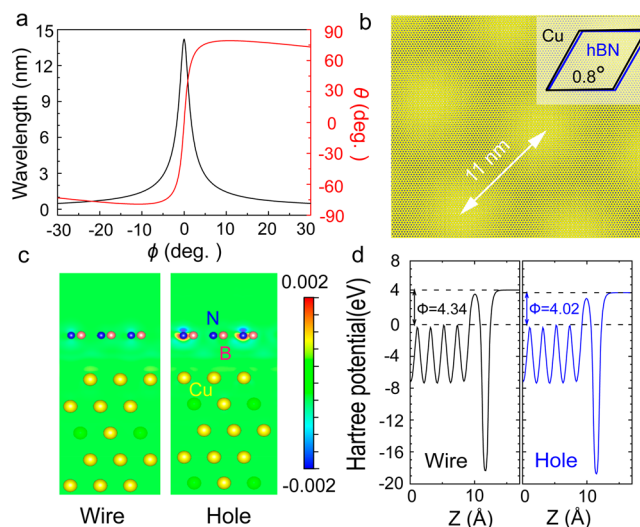 a
Wavelength (nm)
15
12
9
6
3
0
-30 -20 -10 0 10 20 30
ϕ (deg.)
90
60
30
0
-30
-60
-90
θ (deg.)
b
Cu
hBN
0.8°
11 nm
c
N
B
Cu
0.002
-0.002
Wire
Hole
d
Hartree potential(eV)
8
4
0
-4
-8
-12
-16
-20
Φ=4.34
Φ=4.02
Wire
Hole
0 10
0 10
Z (Å)
Z (Å)